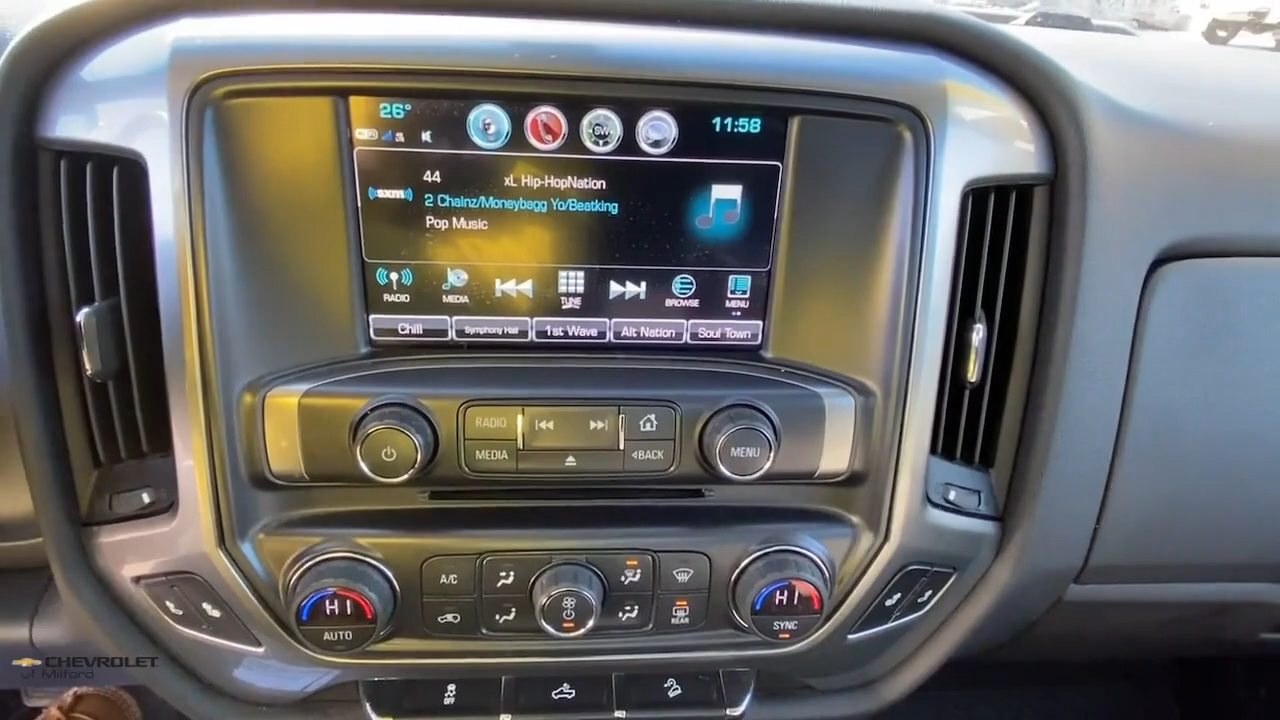 26°
SW
11:58
44
xL Hip-HopNation
((sxm))
2 Chainz/Moneybagg Yo/Beatking
Pop Music
RADIO
MEDIA
TUNE
BROWSE
MENU
Chill
Symphony Hall
1st Wave
Alt Nation
Soul Town
RADIO
MEDIA
BACK
MENU
A/C
HI
AUTO
REAR
HI
SYNC
CHEVROLET
of Milford
OFF